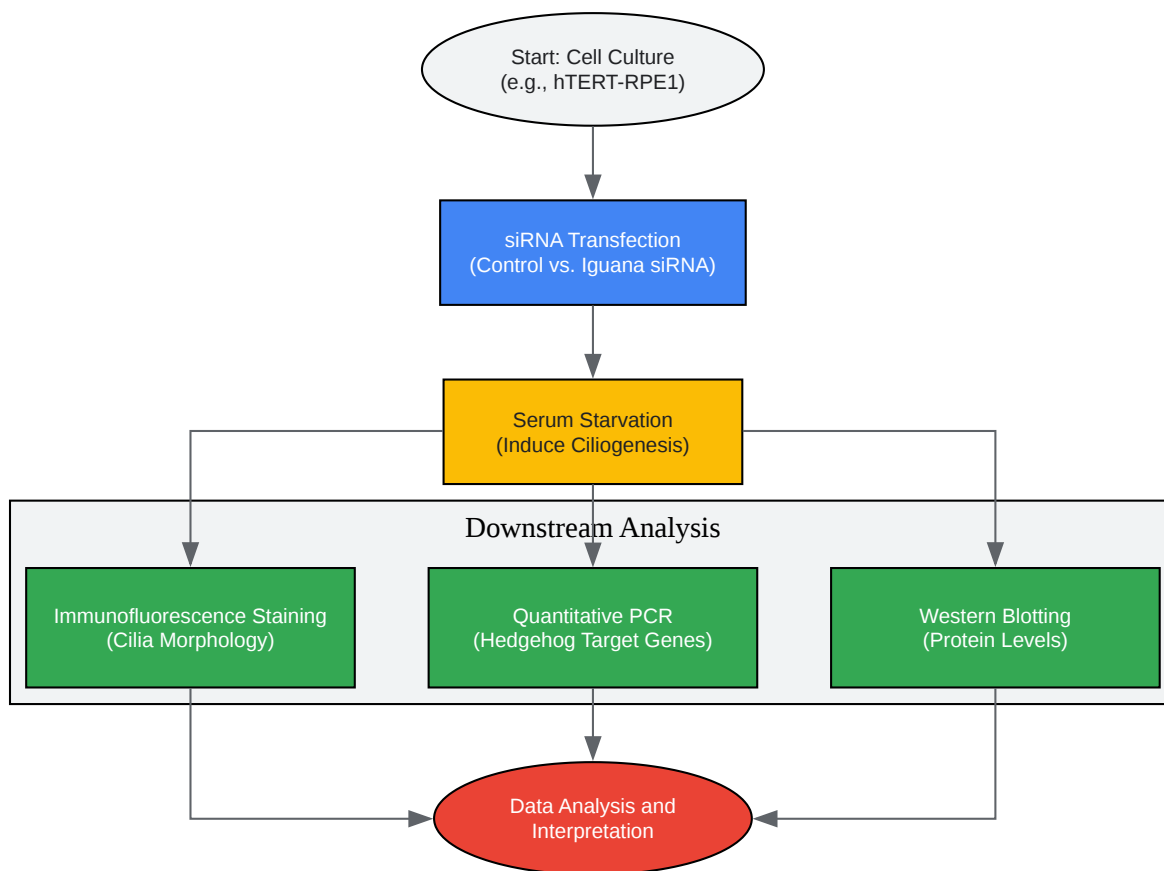 Start: Cell Culture
(e.g., hTERT-RPE1)
siRNA Transfection
(Control vs. Iguana siRNA)
Serum Starvation
(Induce Ciliogenesis)
Downstream Analysis
Immunofluorescence Staining
(Cilia Morphology)
Quantitative PCR
(Hedgehog Target Genes)
Western Blotting
(Protein Levels)
Data Analysis and
Interpretation